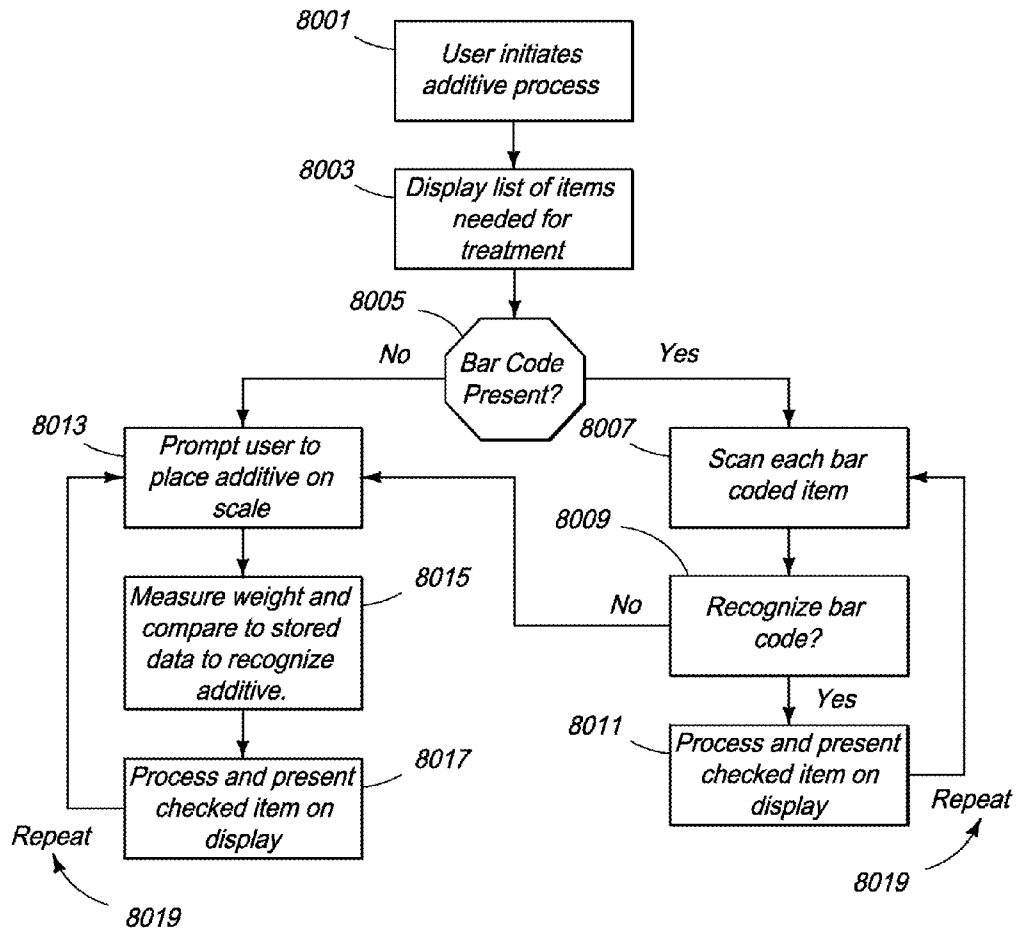 8001
User initiates
additive process
8003
Display list of items
needed for
treatment
8005
Bar Code
Present?
No
Yes
8013
Prompt user to
place additive on
scale
8007
Scan each bar
coded item
8009
Recognize bar
code?
No
Yes
8015
Measure weight and
compare to stored
data to recognize
additive.
8011
Process and present
checked item on
display
8017
Process and present
checked item on
display
Repeat
8019
Repeat
8019